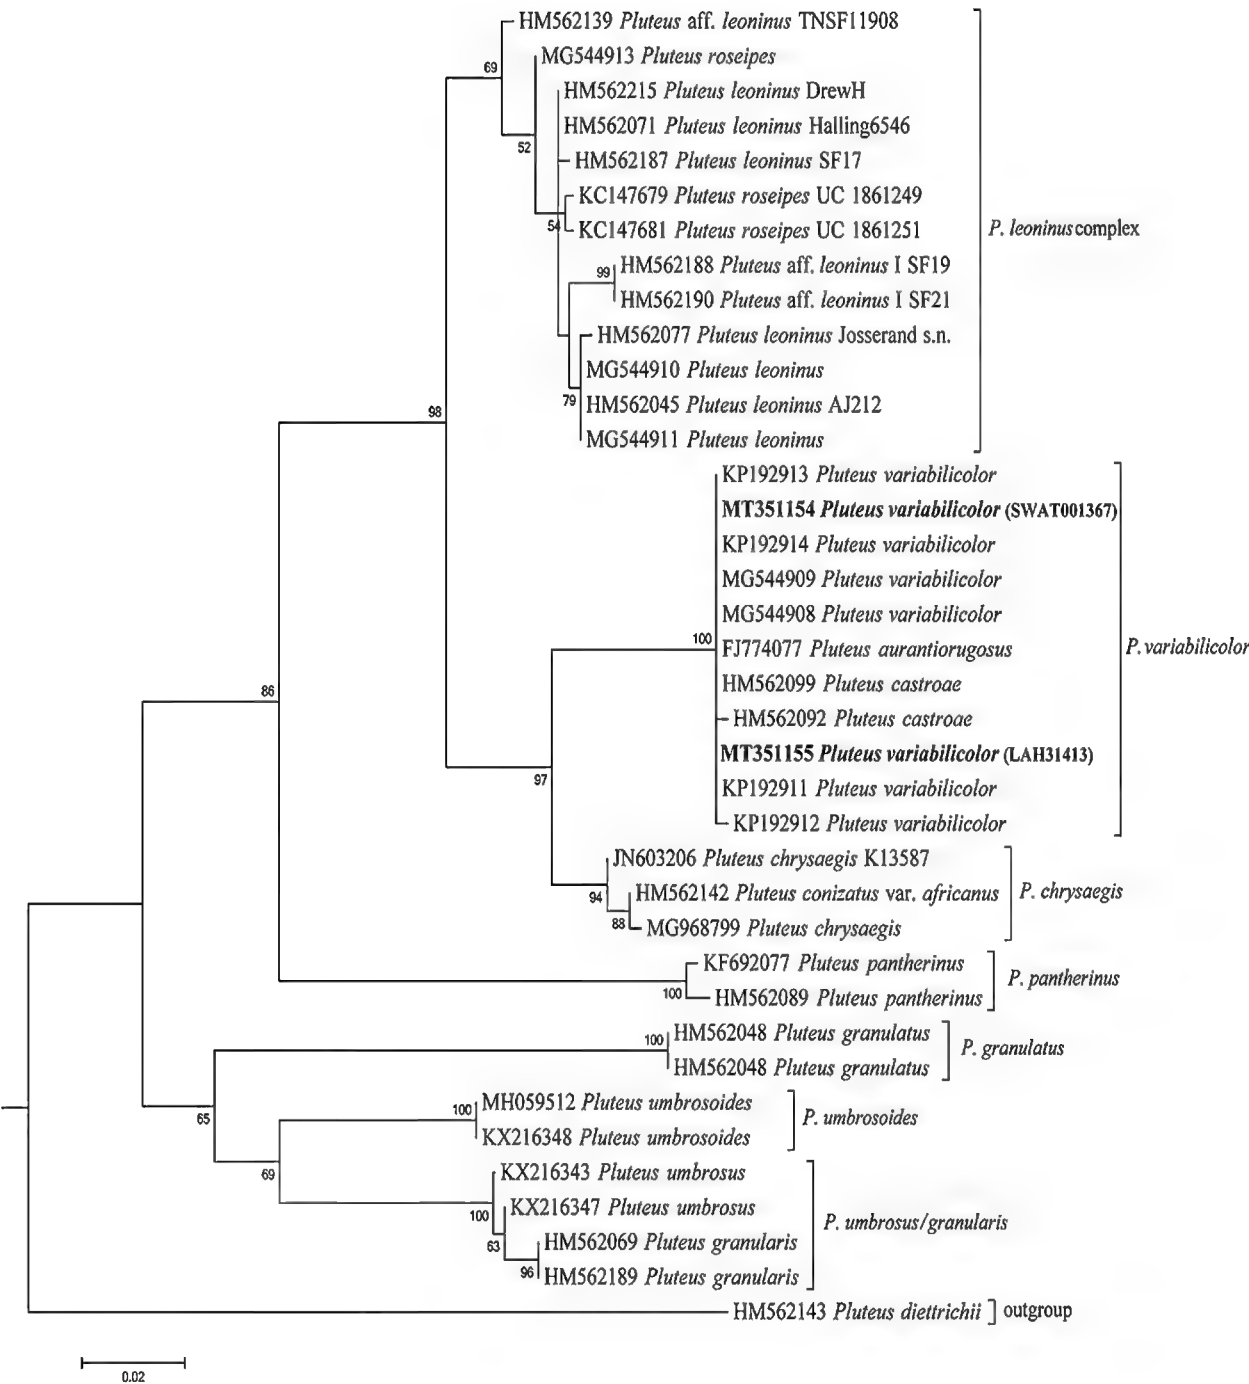 HM562139 Pluteus aff. leoninus TNSF11908
MG544913 Pluteus roseipes
69
HM562215 Pluteus leoninus DrewH
HM562071 Pluteus leoninus Halling6546
52
HM562187 Pluteus leoninus SF17
KC147679 Pluteus roseipes UC 1861249
54
KC147681 Pluteus roseipes UC 1861251
P. leoninus complex
99
HM562188 Pluteus aff. leoninus I SF19
HM562190 Pluteus aff. leoninus I SF21
HM562077 Pluteus leoninus Josserand s.n.
MG544910 Pluteus leoninus
79
HM562045 Pluteus leoninus AJ212
98
MG544911 Pluteus leoninus
KP192913 Pluteus variabilicolor
MT351154 Pluteus variabilicolor (SWAT001367)
KP192914 Pluteus variabilicolor
MG544909 Pluteus variabilicolor
MG544908 Pluteus variabilicolor
100
FJ774077 Pluteus aurantiorugosus
P. variabilicolor
86
HM562099 Pluteus castroae
HM562092 Pluteus castroae
MT351155 Pluteus variabilicolor (LAH31413)
97
KP192911 Pluteus variabilicolor
KP192912 Pluteus variabilicolor
JN603206 Pluteus chrysaegis K13587
94
HM562142 Pluteus conizatus var. africanus
P. chrysaegis
88
MG968799 Pluteus chrysaegis
KF692077 Pluteus pantherinus
P. pantherinus
100
HM562089 Pluteus pantherinus
100
HM562048 Pluteus granulatus
P. granulatus
HM562048 Pluteus granulatus
65
100
MH059512 Pluteus umbrosoides
P. umbrosoides
KX216348 Pluteus umbrosoides
69
KX216343 Pluteus umbrosus
100
KX216347 Pluteus umbrosus
P. umbrosus/granularis
63
HM562069 Pluteus granularis
96
HM562189 Pluteus granularis
HM562143 Pluteus diettrichii
outgroup
0.02